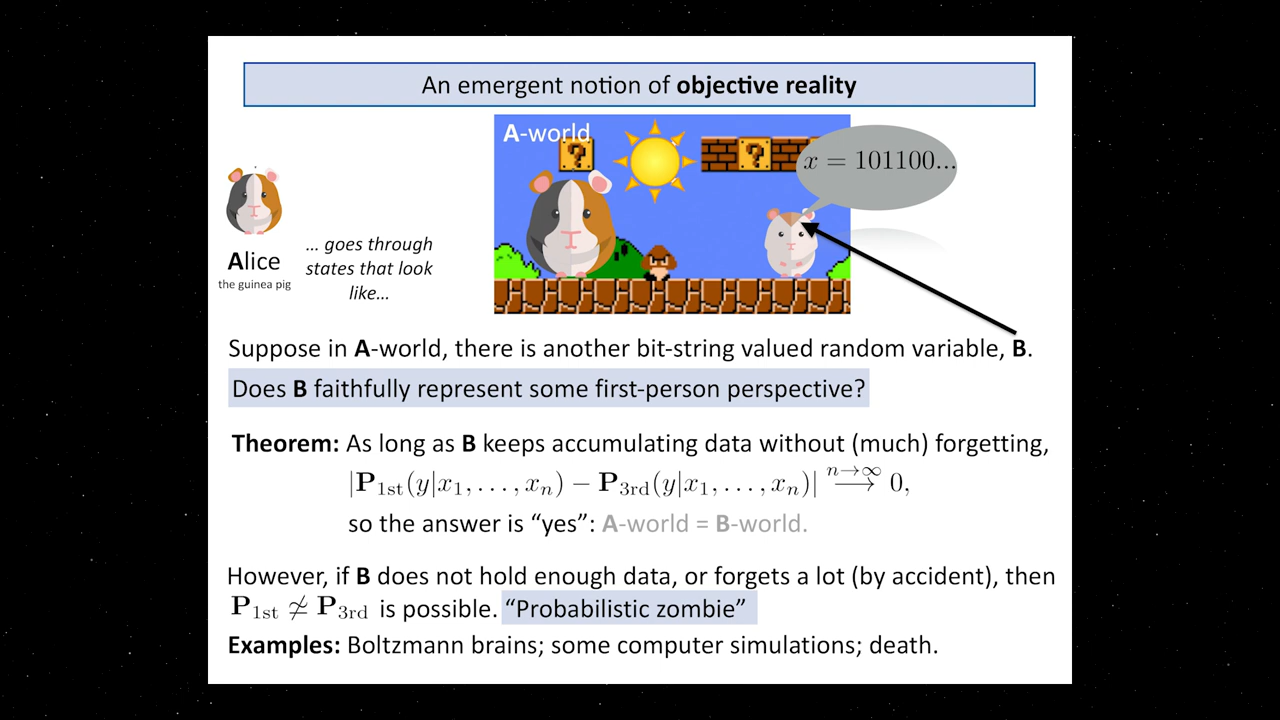 An emergent notion of objective reality
A-world
?
?
x = 101100...
Alice
the guinea pig
... goes through
states that look
like...
Suppose in A-world, there is another bit-string valued random variable, B.
Does B faithfully represent some first-person perspective?
Theorem: As long as B keeps accumulating data without (much) forgetting,
|P₁ₛₜ(y|x₁, . . . , xₙ) − P₃ᵣd(y|x₁, . . . , xₙ)| n→∞ ⟶ 0,
so the answer is “yes”: A-world = B-world.
However, if B does not hold enough data, or forgets a lot (by accident), then
P₁ₛₜ ≄ P₃ᵣd is possible. “Probabilistic zombie”
Examples: Boltzmann brains; some computer simulations; death.